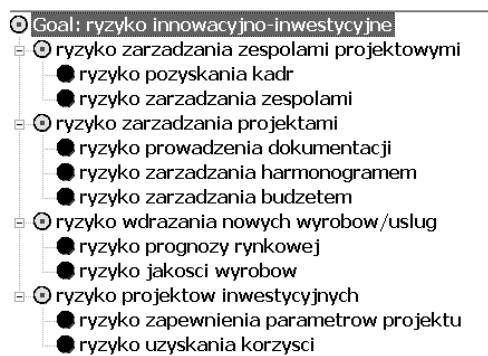 Goal: ryzyko innowacyjno-inwestycyjne
ryzyko zarzadzania zespolami projektowymi
ryzyko pozyskania kadr
ryzyko zarzadzania zespolami
ryzyko zarzadzania projektami
ryzyko prowadzenia dokumentacji
ryzyko zarzadzania harmonogramem
ryzyko zarzadzania budzetem
ryzyko wdrazania nowych wyrobow/uslug
ryzyko prognozy rynkowej
ryzyko jakosci wyrobow
ryzyko projektow inwestycyjnych
ryzyko zapewnienia parametrow projektu
ryzyko uzyskania korzysci